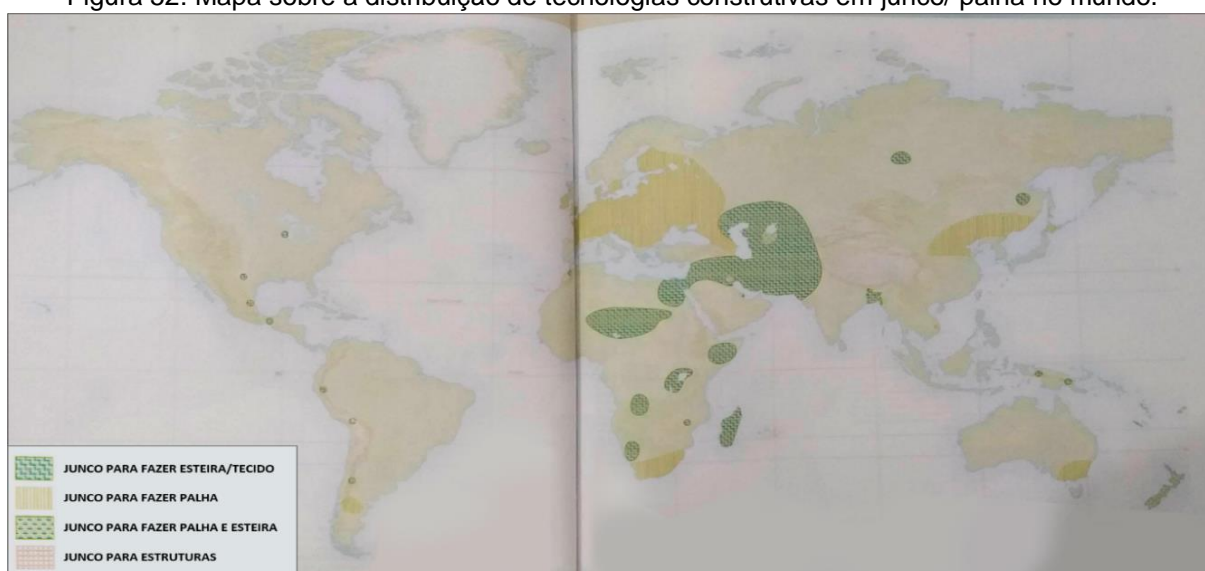 Figura 52. Mapa sobre a distribuição de tecnologias construtivas em junco/ palha no mundo.
JUNCO PARA FAZER ESTEIRA/TECIDO
JUNCO PARA FAZER PALHA
JUNCO PARA FAZER PALHA E ESTEIRA
JUNCO PARA ESTRUTURAS